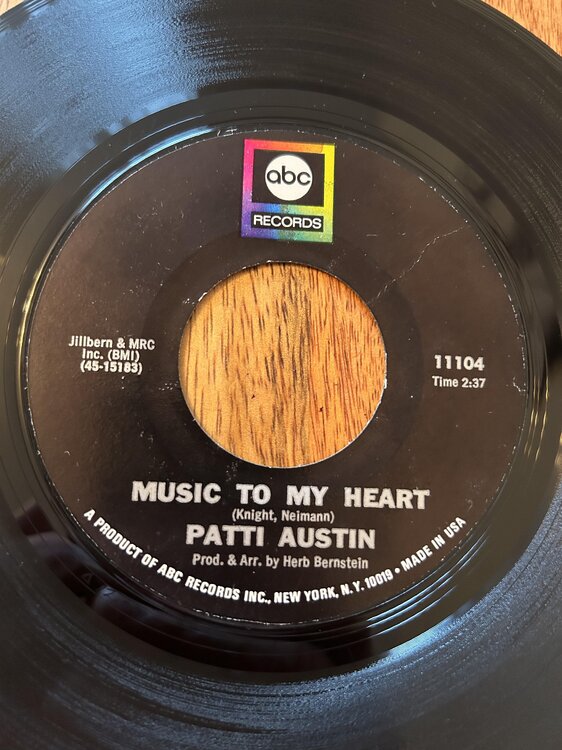 abc
RECORDS
Jillbern & MRC
Inc. (BMI)
(45-15183)
11104
Time 2:37
MUSIC TO MY HEART
(Knight, Neimann)
PATTI AUSTIN
Prod. & Arr. by Herb Bernstein
A PRODUCT OF ABC RECORDS INC., NEW YORK, N.Y. 10019 • MADE IN USA